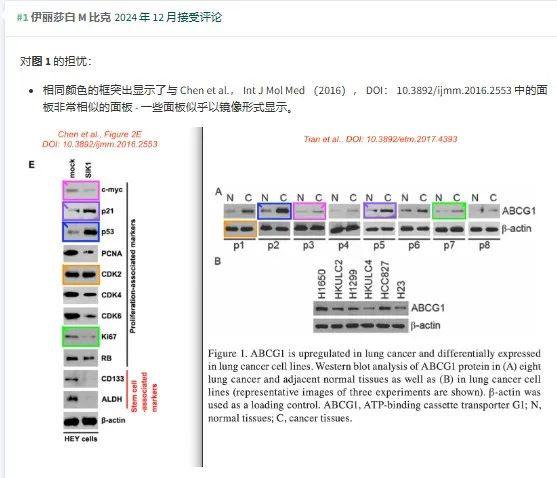 #1 伊丽莎白 M 比克 2024 年 12 月接受评论
对图 1 的担忧：
• 相同颜色的框突出显示了与 Chen et al.， Int J Mol Med （2016）， DOI： 10.3892/ijmm.2016.2553 中的面
板非常相似的面板 - 一些面板似乎以镜像形式显示。
Chen et al., Figure 2E
DOI: 10.3892/ijmm.2016.2553
E
mock
SIK1
c-myc
p21
p53
PCNA
CDK2
CDK4
CDK6
Ki67
RB
CD133
ALDH
β-actin
Proliferation-associated markers
Stem cell
-associated
markers
HEY cells
Tian et al., DOI: 10.3892/etm.2017.4393
A
N C N C N C N C N C N C N C N C
ABCG1
β-actin
p1 p2 p3 p4 p5 p6 p7 p8
B
H1650
HKULC2
H1299
HKULC4
HCC827
H23
ABCG1
β-actin
Figure 1. ABCG1 is upregulated in lung cancer and differentially expressed
in lung cancer cell lines. Western blot analysis of ABCG1 protein in (A) eight
lung cancer and adjacent normal tissues as well as (B) in lung cancer cell
lines (representative images of three experiments are shown). β-actin was
used as a loading control. ABCG1, ATP-binding cassette transporter G1; N,
normal tissues; C, cancer tissues.